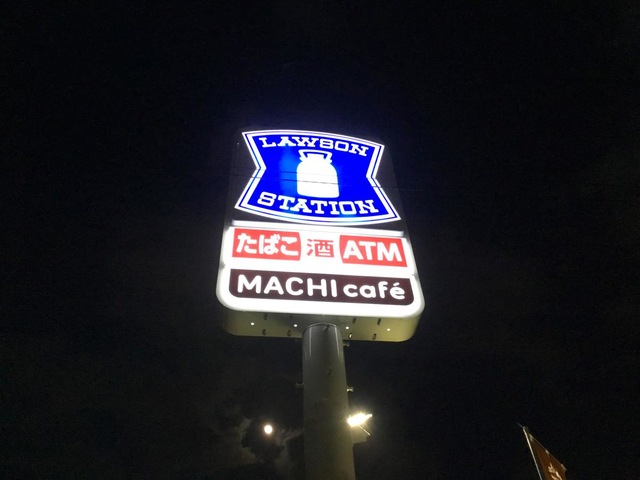 LAWSON
STATION
たばこ 酒 ATM
MACHI café